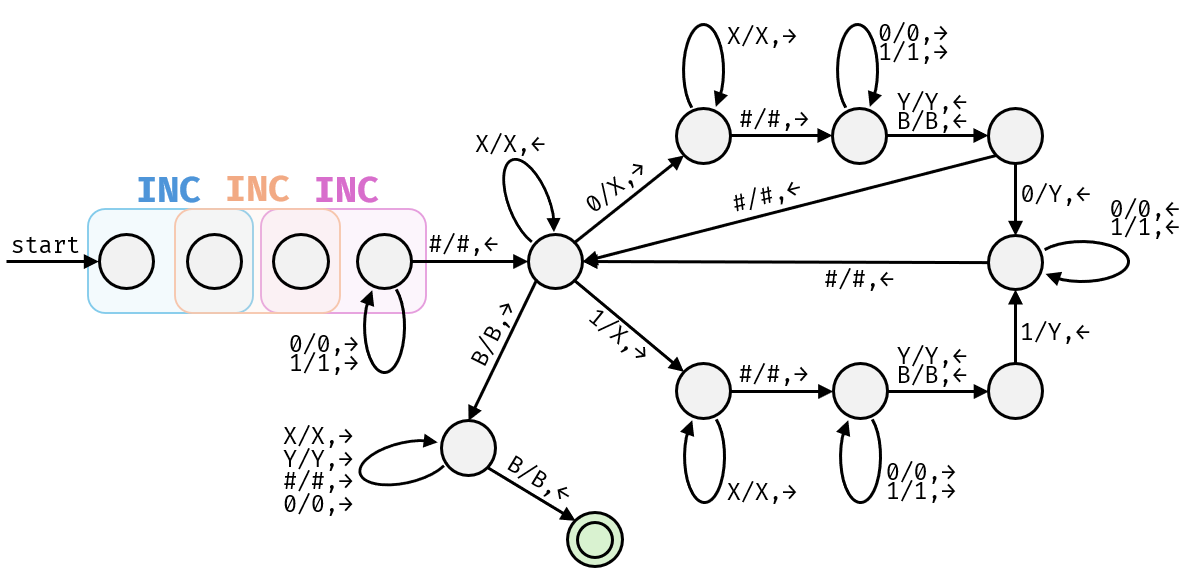 X/X,→
0/0,→
1/1,→
Y/Y,←
B/B,←
#/#,→
X/X,←
0/X,→
INC INC INC
#/#,←
0/Y,←
0/0,←
1/1,←
start
#/#,←
#/#,←
B/B,→
1/X,→
1/Y,←
0/0,→
1/1,→
Y/Y,←
B/B,←
#/#,→
X/X,→
Y/Y,→
#/#,→
0/0,→
B/B,←
0/0,→
1/1,→
X/X,→